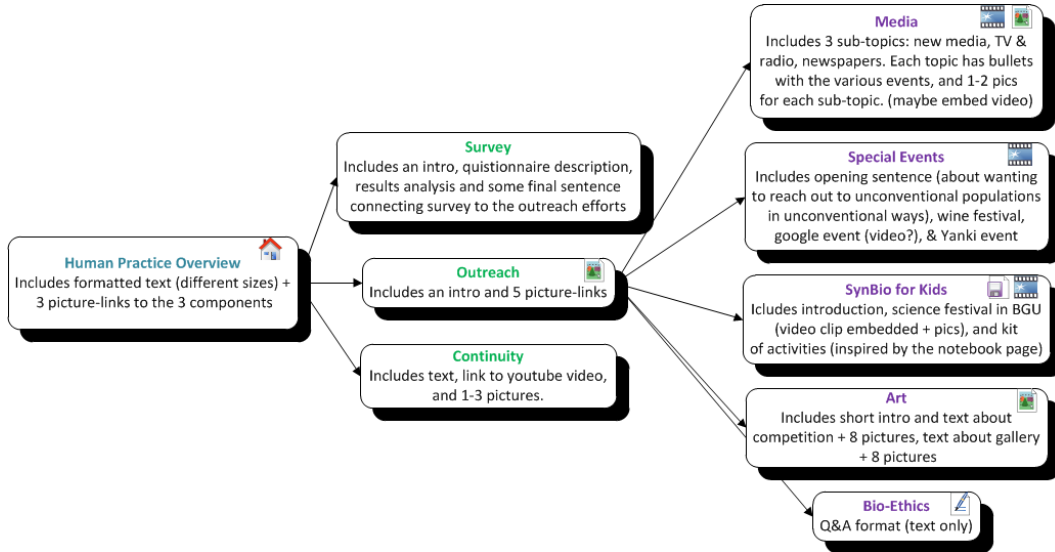 Human Practice Overview
Includes formatted text (different sizes) +
3 picture-links to the 3 components
Survey
Includes an intro, quistionnaire description,
results analysis and some final sentence
connecting survey to the outreach efforts
Outreach
Includes an intro and 5 picture-links
Continuity
Includes text, link to youtube video,
and 1-3 pictures.
Media
Includes 3 sub-topics: new media, TV &
radio, newspapers. Each topic has bullets
with the various events, and 1-2 pics
for each sub-topic. (maybe embed video)
Special Events
Includes opening sentence (about wanting
to reach out to unconventional populations
in unconventional ways), wine festival,
google event (video?), & Yanki event
SynBio for Kids
Icludes introduction, science festival in BGU
(video clip embedded + pics), and kit
of activities (inspired by the notebook page)
Art
Includes short intro and text about
competition + 8 pictures, text about gallery
+ 8 pictures
Bio-Ethics
Q&A format (text only)